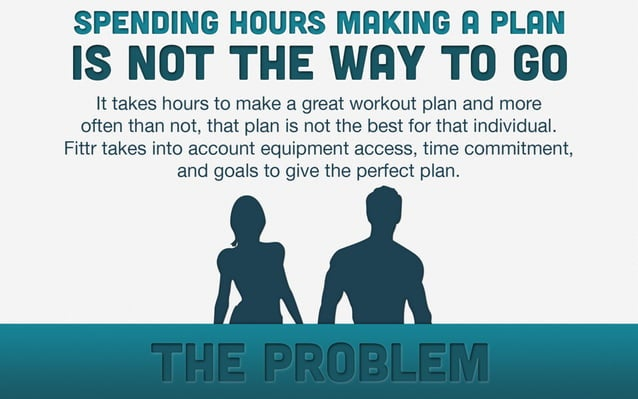 SPENDING HOURS MAKING A PLAN
IS NOT THE WAY TO GO
It takes hours to make a great workout plan and more
often than not, that plan is not the best for that individual.
Fittr takes into account equipment access, time commitment,
and goals to give the perfect plan.
THE PROBLEM